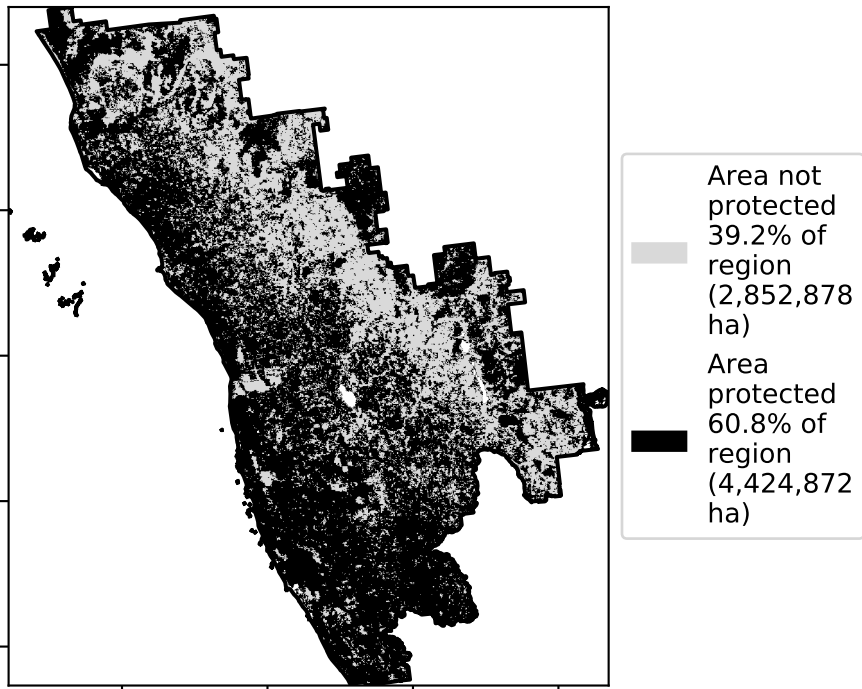 Area not
protected
39.2% of
region
(2,852,878
ha)
Area
protected
60.8% of
region
(4,424,872
ha)